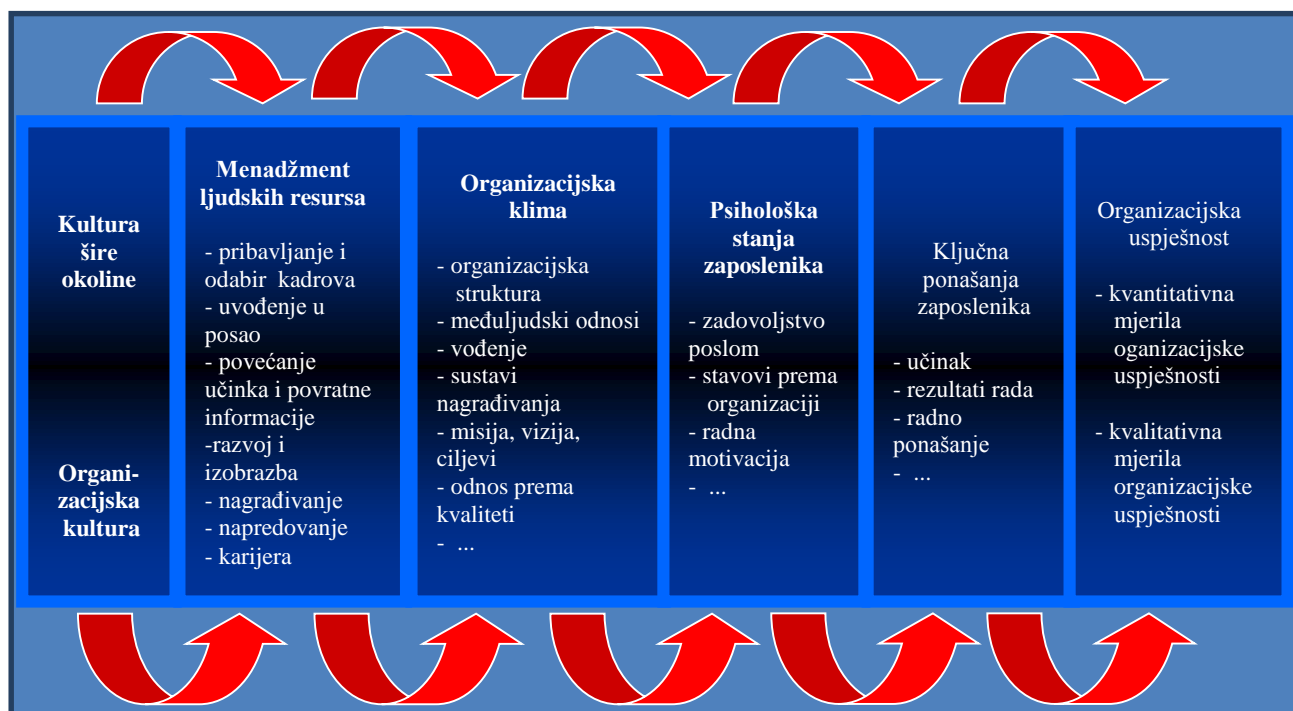 Kultura
šire
okoline
Organi-
zacijska
kultura
Menadžment
ljudskih resursa
- pribavljanje i
odabir kadrova
- uvođenje u
posao
- povećanje
učinka i povratne
informacije
-razvoj i
izobrazba
- nagrađivanje
- napredovanje
- karijera
Organizacijska
klima
- organizacijska
struktura
- međuljudski odnosi
- vođenje
- sustavi
nagrađivanja
- misija, vizija,
ciljevi
- odnos prema
kvaliteti
- ...
Psihološka
stanja
zaposlenika
- zadovoljstvo
poslom
- stavovi prema
organizaciji
- radna
motivacija
- ...
Ključna
ponašanja
zaposlenika
- učinak
- rezultati rada
- radno
ponašanje
- ...
Organizacijska
uspješnost
- kvantitativna
mjerila
oganizacijske
uspješnosti
- kvalitativna
mjerila
organizacijske
uspješnosti